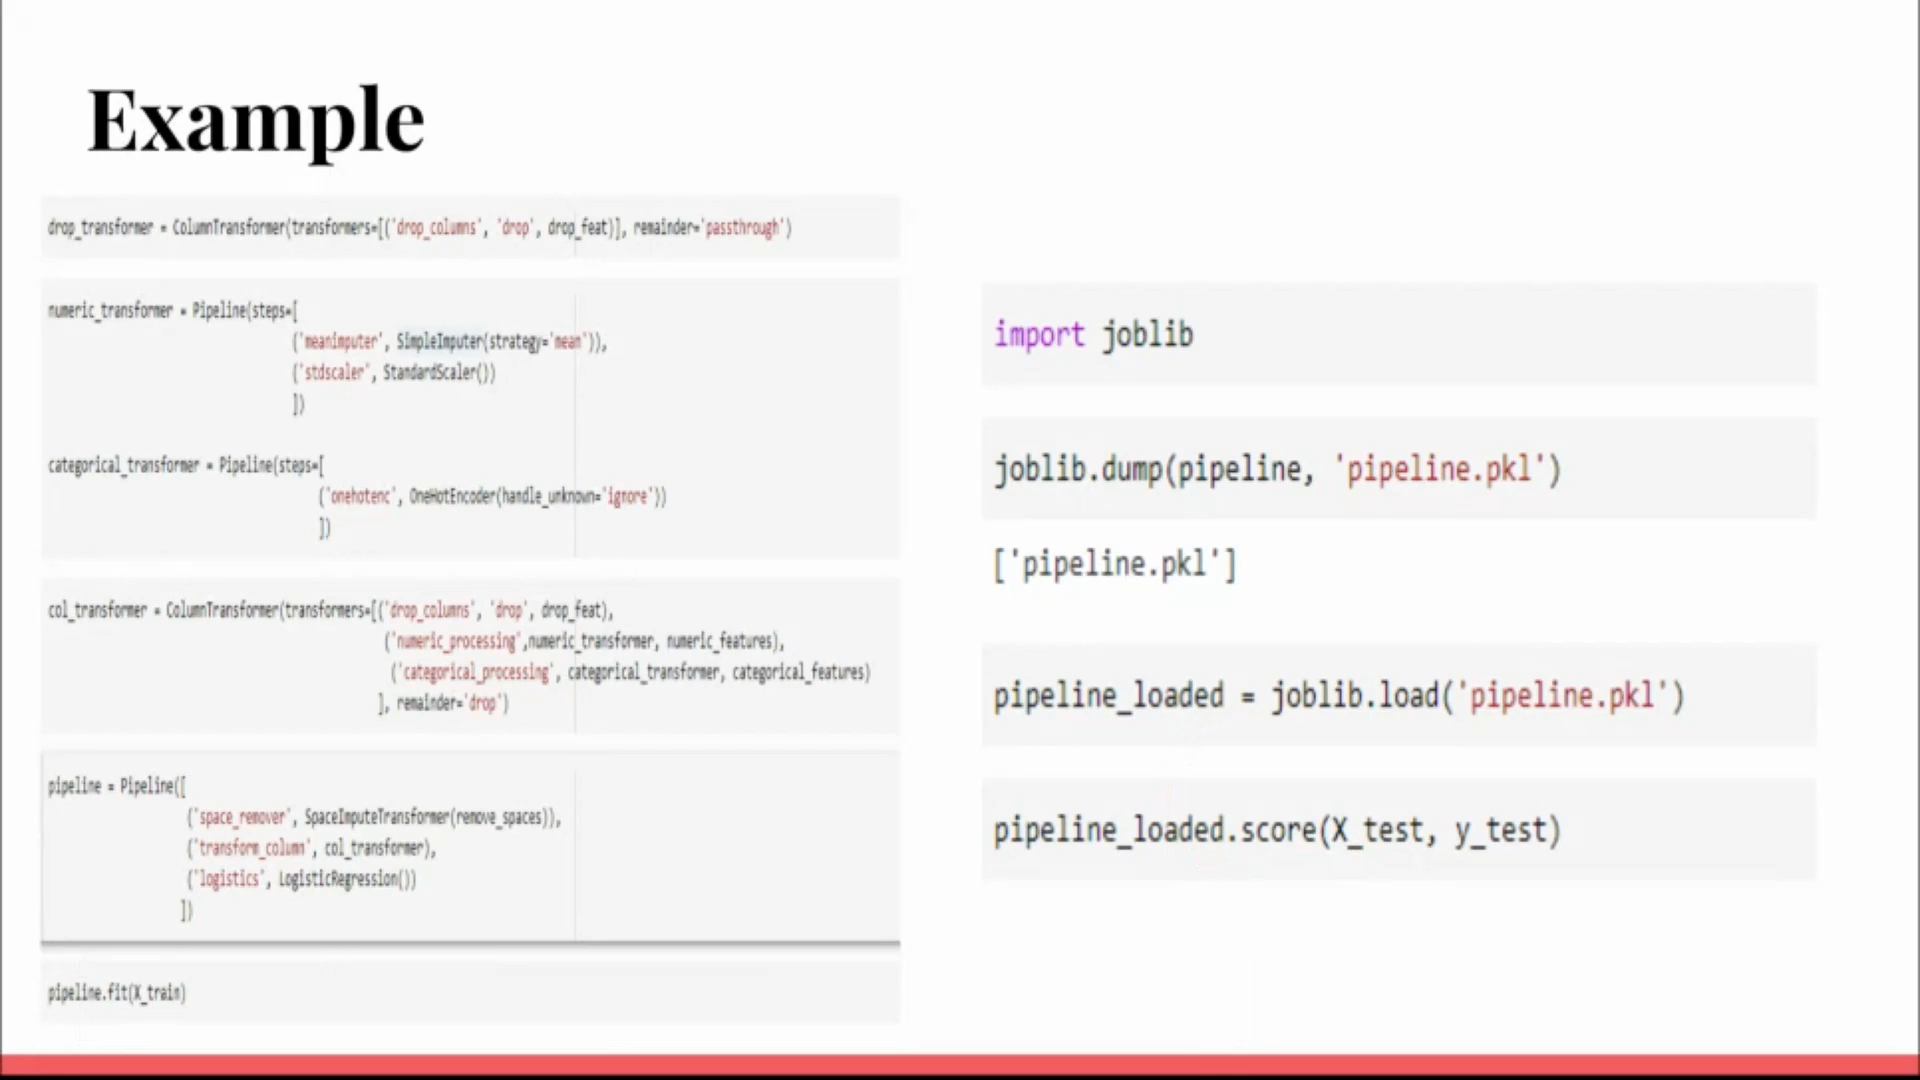 Example
drop_transformer = ColumnTransformer(transformers=[('drop_columns', 'drop', drop_feat)], remainder='passthrough')
numeric_transformer = Pipeline(steps=[
('meanimputer', SimpleImputer(strategy='mean')),
('stdscaler', StandardScaler())
])
categorical_transformer = Pipeline(steps=[
('onehotenc', OneHotEncoder(handle_unknown='ignore'))
])
col_transformer = ColumnTransformer(transformers=[('drop_columns', 'drop', drop_feat),
('numeric_processing',numeric_transformer, numeric_features),
('categorical_processing', categorical_transformer, categorical_features)
], remainder='drop')
pipeline = Pipeline([
('space_remover', SpaceImputeTransformer(remove_spaces)),
('transform_column', col_transformer),
('logistics', LogisticRegression())
])
pipeline.fit(X_train)
import joblib
joblib.dump(pipeline, 'pipeline.pkl')
['pipeline.pkl']
pipeline_loaded = joblib.load('pipeline.pkl')
pipeline_loaded.score(X_test, y_test)